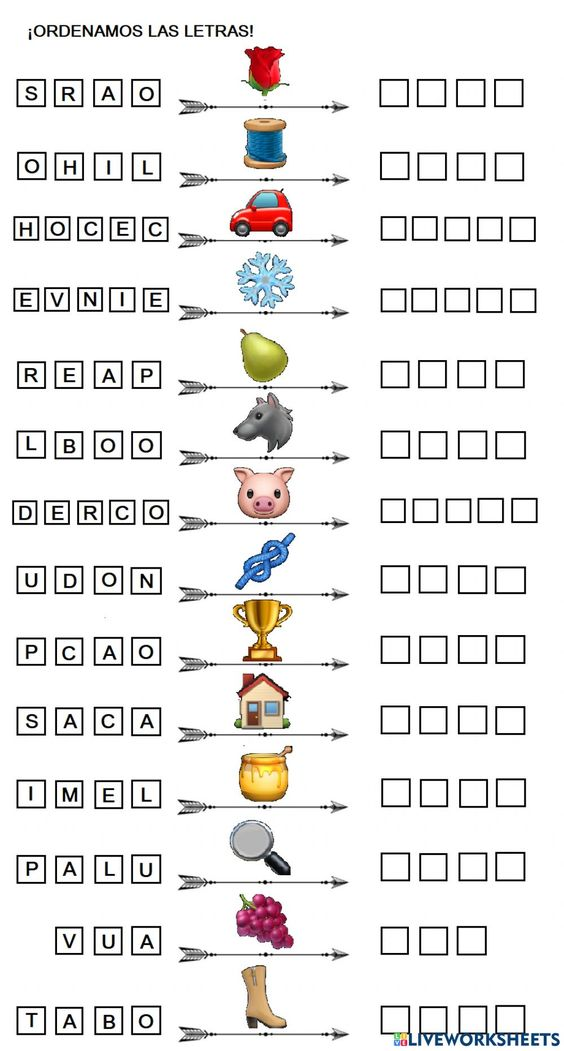 ¡ORDENAMOS LAS LETRAS!
S R A O
O H I L
H O C E C
E V N I E
R E A P
L B O O
D E R C O
U D O N
P C A O
S A C A
I M E L
P A L U
V U A
T A B O
LIVEWORKSHEETS